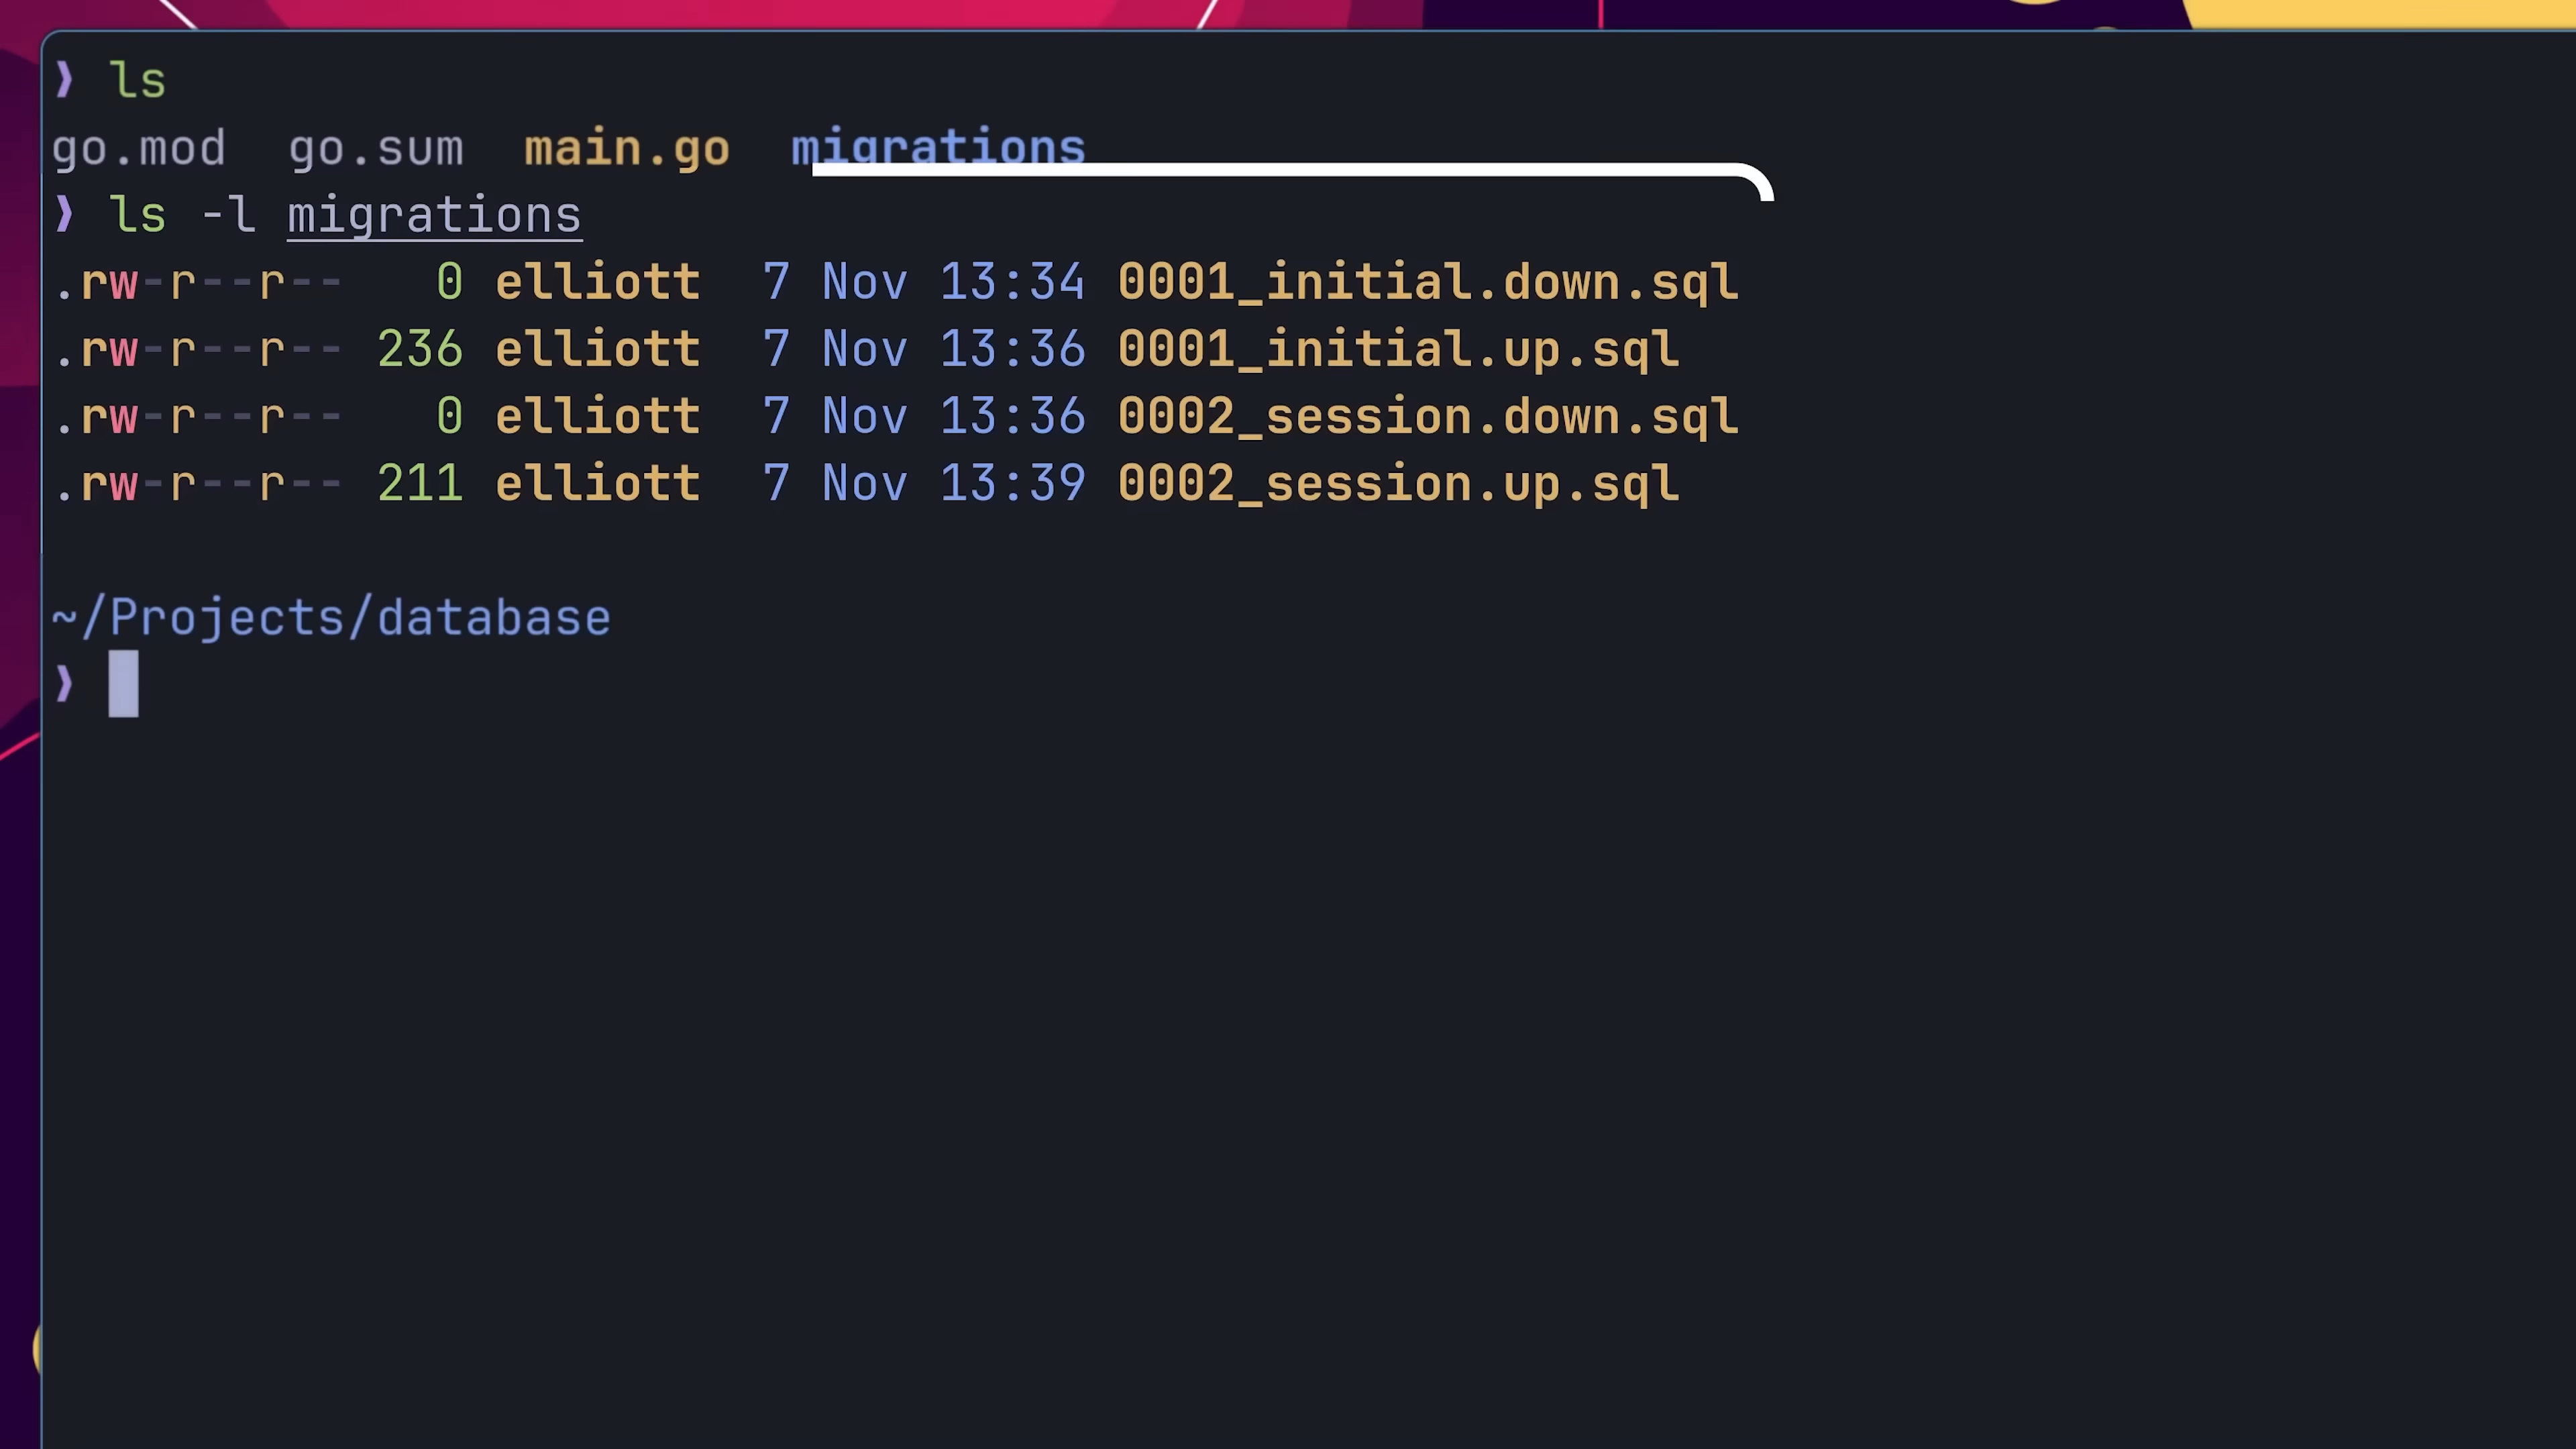 ❯ ls
go.mod  go.sum  main.go  migrations
❯ ls -l migrations
.rw-r--r--   0 elliott  7 Nov 13:34 0001_initial.down.sql
.rw-r--r-- 236 elliott  7 Nov 13:36 0001_initial.up.sql
.rw-r--r--   0 elliott  7 Nov 13:36 0002_session.down.sql
.rw-r--r-- 211 elliott  7 Nov 13:39 0002_session.up.sql
~/Projects/database
❯